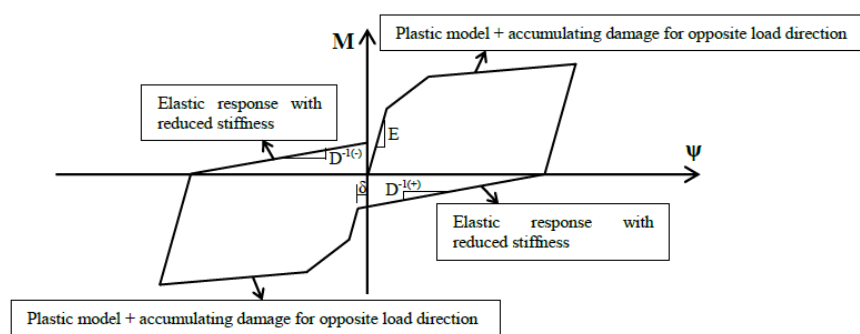 Plastic model + accumulating damage for opposite load direction
M
Elastic response with
reduced stiffness
E
D-1(-)
Ψ
δ
D-1(+)
Elastic response with
reduced stiffness
Plastic model + accumulating damage for opposite load direction